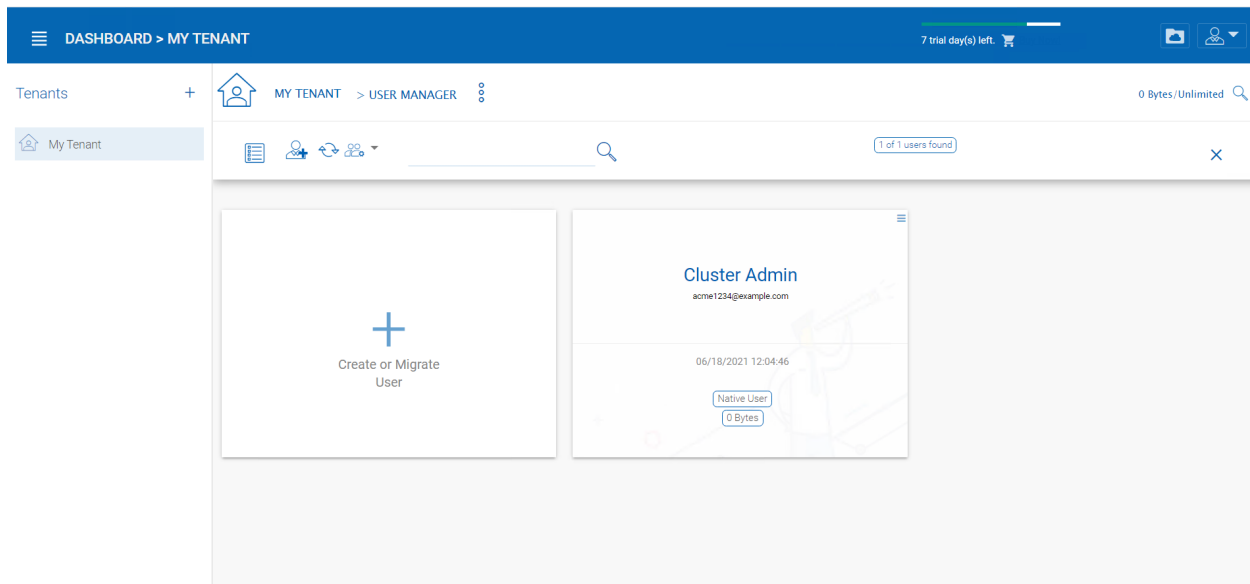 DASHBOARD > MY TENANT
7 trial day(s) left.
Tenants +
MY TENANT > USER MANAGER
0 Bytes/Unlimited
My Tenant
1 of 1 users found
Create or Migrate
User
Cluster Admin
acme1234@example.com
06/18/2021 12:04:46
Native User
0 Bytes